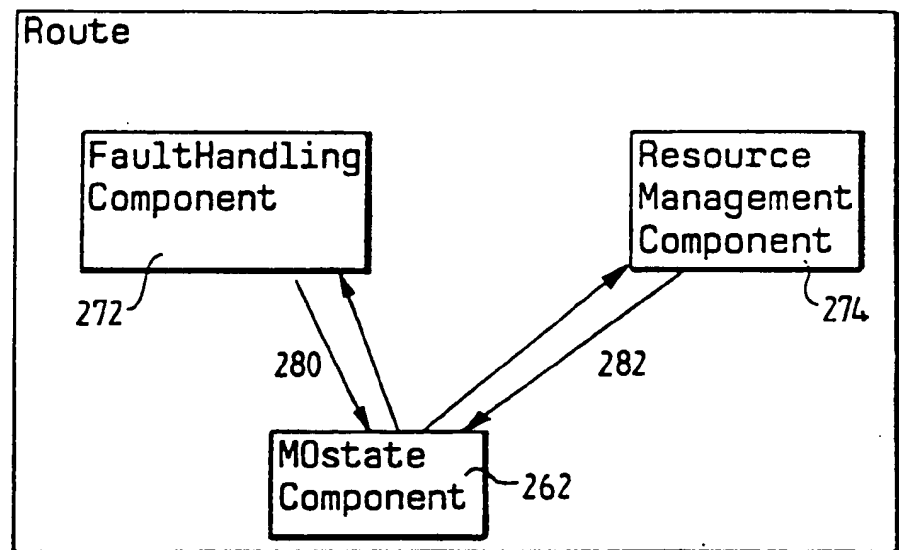 Route
FaultHandling
Component
Resource
Management
Component
272
274
280
282
MOstate
Component
262